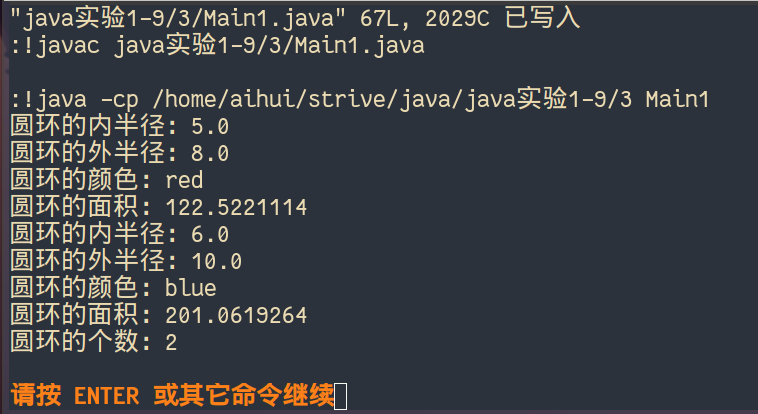 "java实验1-9/3/Main1.java" 67L, 2029C 已写入
:!javac java实验1-9/3/Main1.java
:!java -cp /home/aihui/strive/java/java实验1-9/3 Main1
圆环的内半径: 5.0
圆环的外半径: 8.0
圆环的颜色: red
圆环的面积: 122.5221114
圆环的内半径: 6.0
圆环的外半径: 10.0
圆环的颜色: blue
圆环的面积: 201.0619264
圆环的个数: 2
请按 ENTER 或其它命令继续